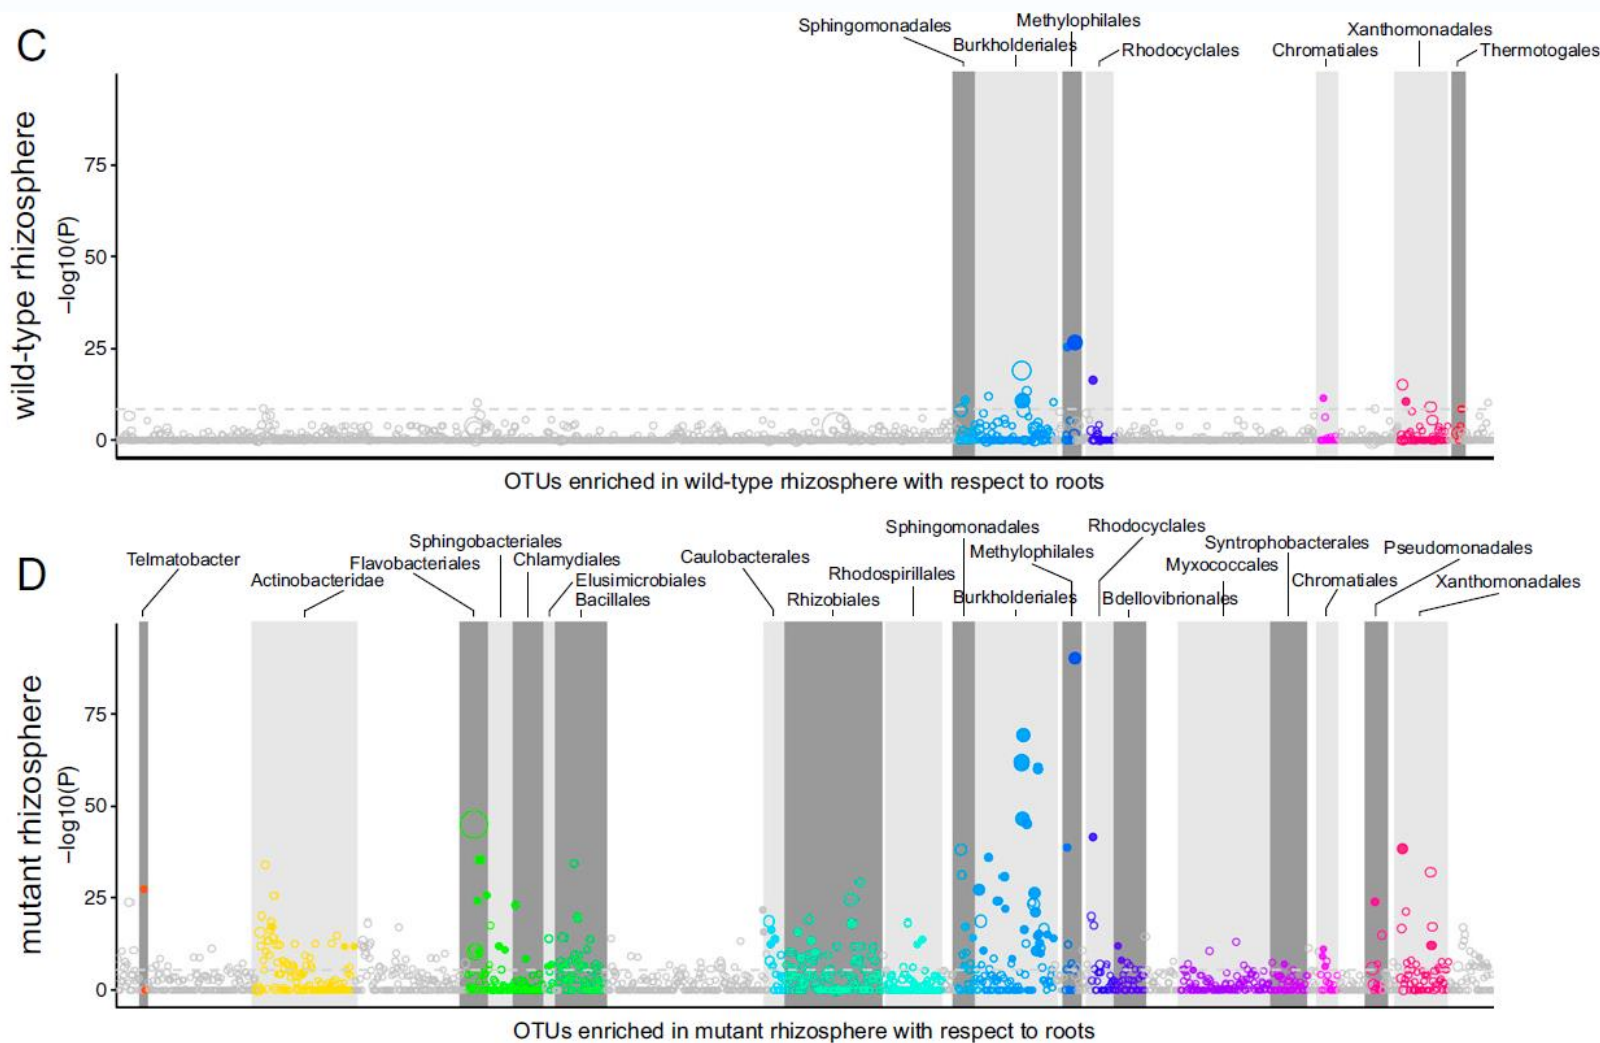 C
Sphingomonadales
Methylophilales
Burkholderiales
Rhodocyclales
Chromatiales
Xanthomonadales
Thermotogales
wild-type rhizosphere
−log10(P)
75
50
25
0
OTUs enriched in wild-type rhizosphere with respect to roots
D
Telmatobacter
Actinobacteridae
Flavobacteriales
Sphingobacteriales
Chlamydiales
Elusimicrobiales
Bacillales
Caulobacterales
Rhizobiales
Rhodospirillales
Sphingomonadales
Methylophilales
Burkholderiales
Rhodocyclales
Bdellovibrionales
Syntrophobacterales
Myxococcales
Chromatiales
Pseudomonadales
Xanthomonadales
mutant rhizosphere
−log10(P)
75
50
25
0
OTUs enriched in mutant rhizosphere with respect to roots